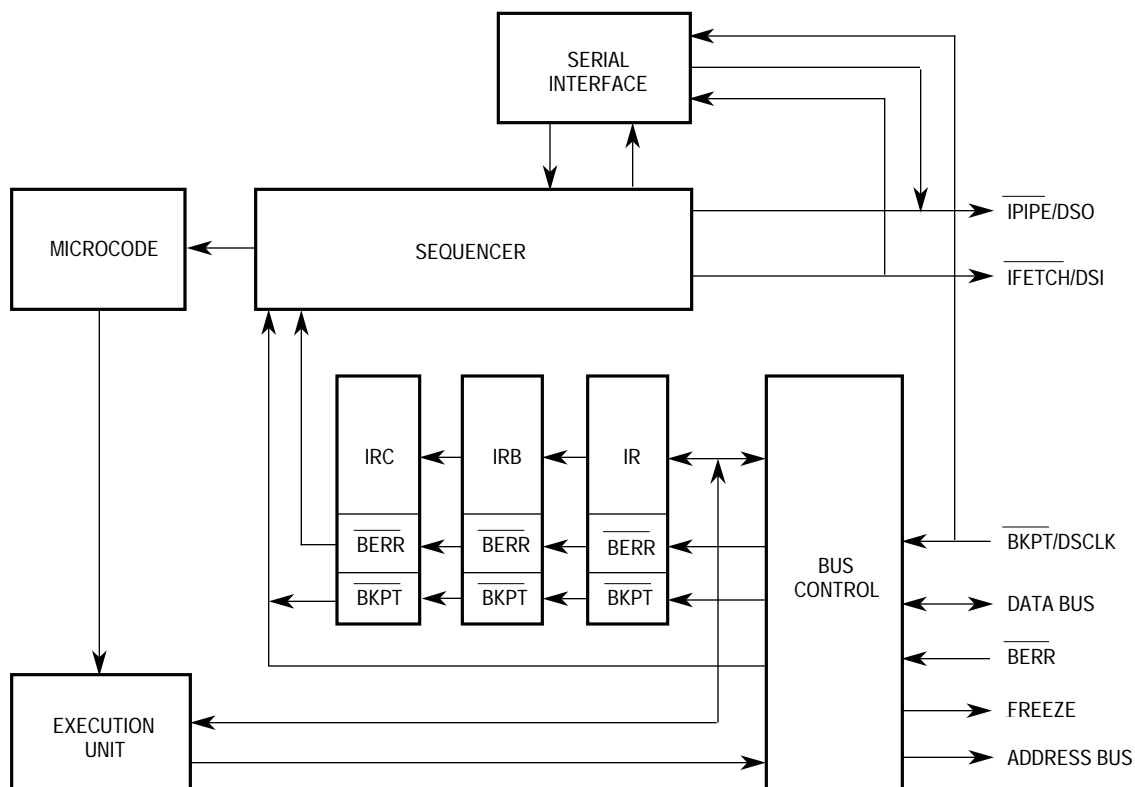 SERIAL
INTERFACE
IPIPE/DSO
MICROCODE
SEQUENCER
IFETCH/DSI
IRC
IRB
IR
BERR
BERR
BERR
BKPT/DSCLK
BUS
CONTROL
BKPT
BKPT
BKPT
DATA BUS
BERR
EXECUTION
UNIT
FREEZE
ADDRESS BUS